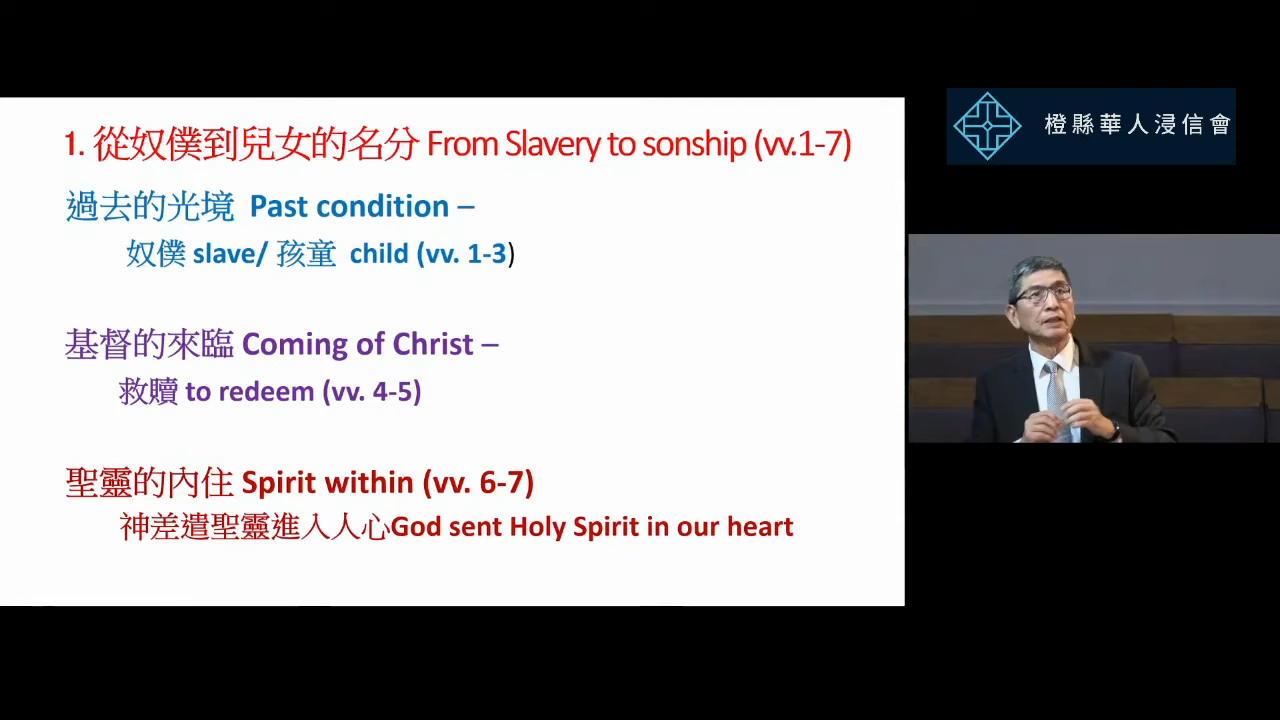 1. 從奴僕到兒女的名分 From Slavery to sonship (vv.1-7)
過去的光境 Past condition –
奴僕 slave/ 孩童 child (vv. 1-3)
基督的來臨 Coming of Christ –
救贖 to redeem (vv. 4-5)
聖靈的內住 Spirit within (vv. 6-7)
神差遣聖靈進入人心God sent Holy Spirit in our heart
橙縣華人浸信會